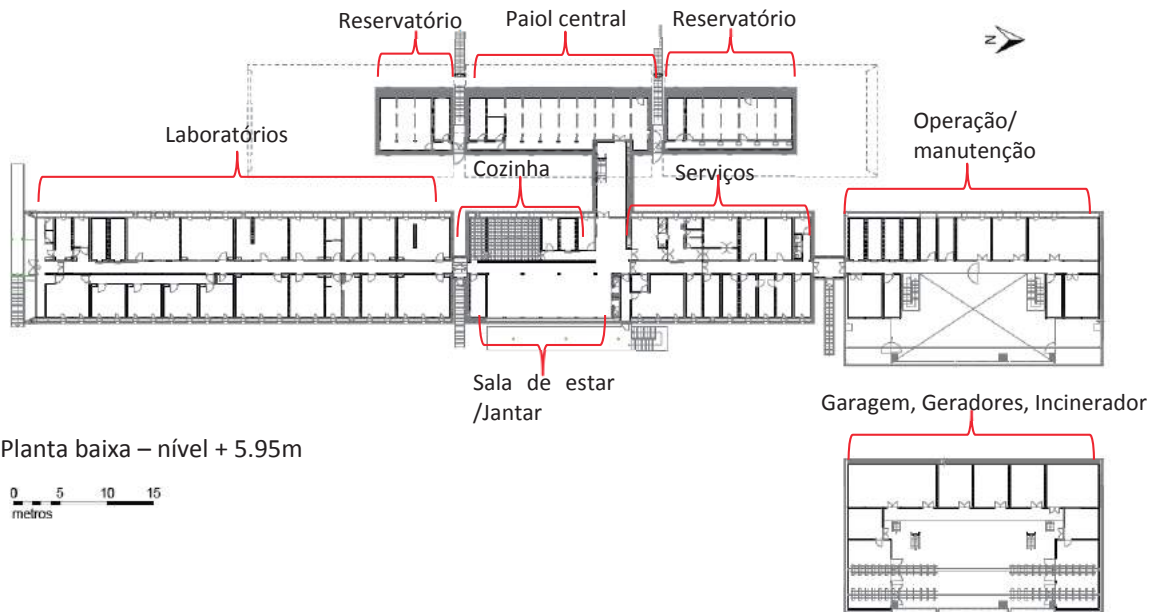 Reservatório
Paiol central
Reservatório
N
Laboratórios
Cozinha
Serviços
Operação/
manutenção
Sala de estar
/Jantar
Garagem, Geradores, Incinerador
Planta baixa – nível + 5.95m
0 5 10 15
metros